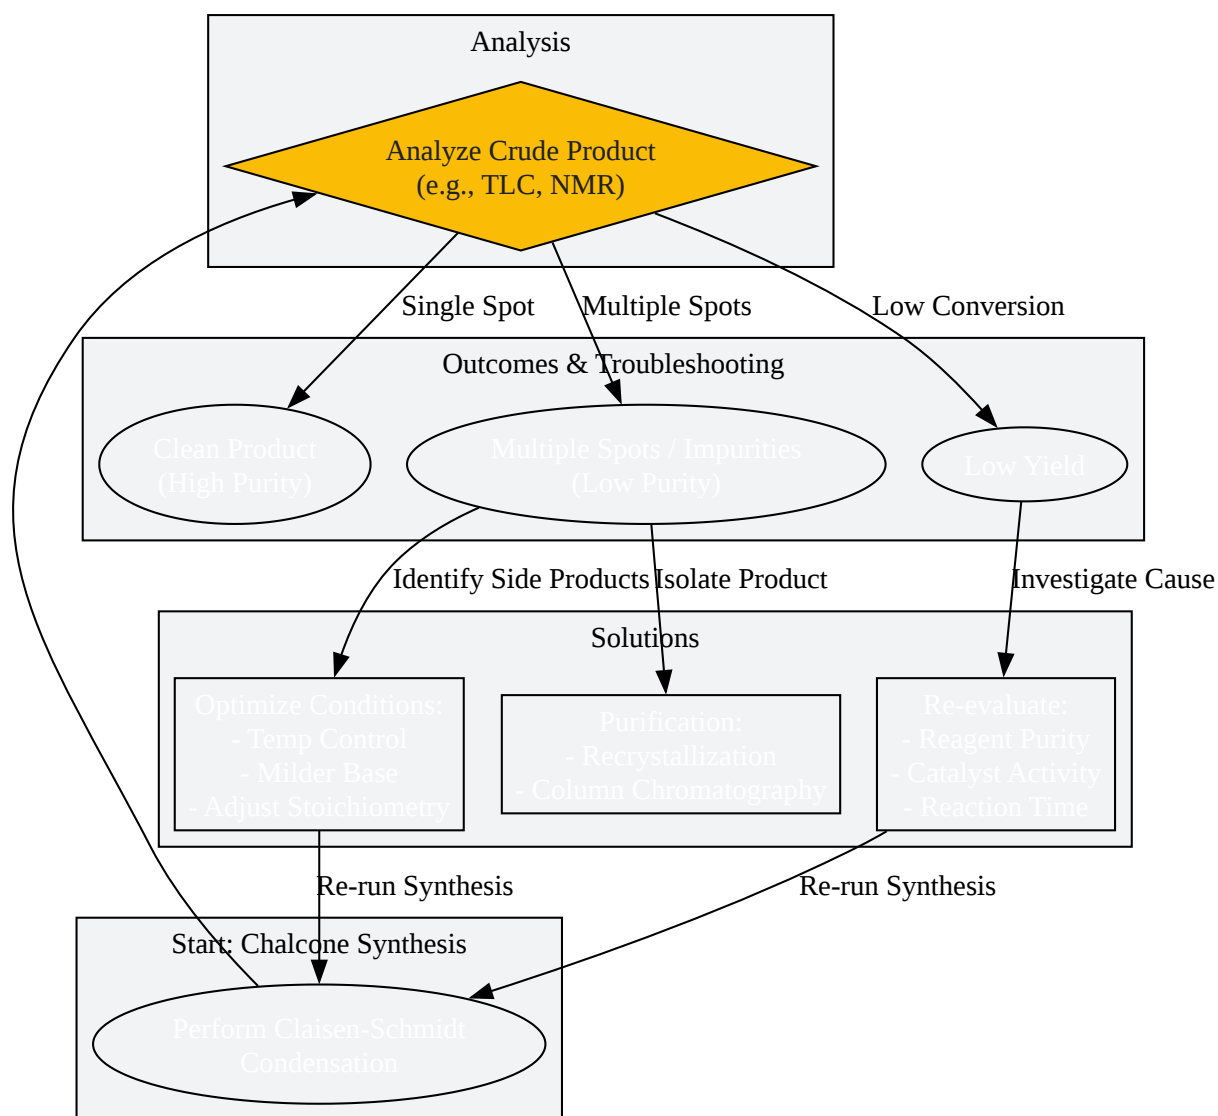 Analysis
Analyze Crude Product
(e.g., TLC, NMR)
Single Spot
Multiple Spots
Low Conversion
Outcomes & Troubleshooting
Clean Product
(High Purity)
Multiple Spots / Impurities
(Low Purity)
Low Yield
Identify Side Products
Isolate Product
Investigate Cause
Solutions
Optimize Conditions:
- Temp Control
- Milder Base
- Adjust Stoichiometry
Purification:
- Recrystallization
- Column Chromatography
Re-evaluate:
- Reagent Purity
- Catalyst Activity
- Reaction Time
Re-run Synthesis
Re-run Synthesis
Start: Chalcone Synthesis
Perform Claisen-Schmidt
Condensation